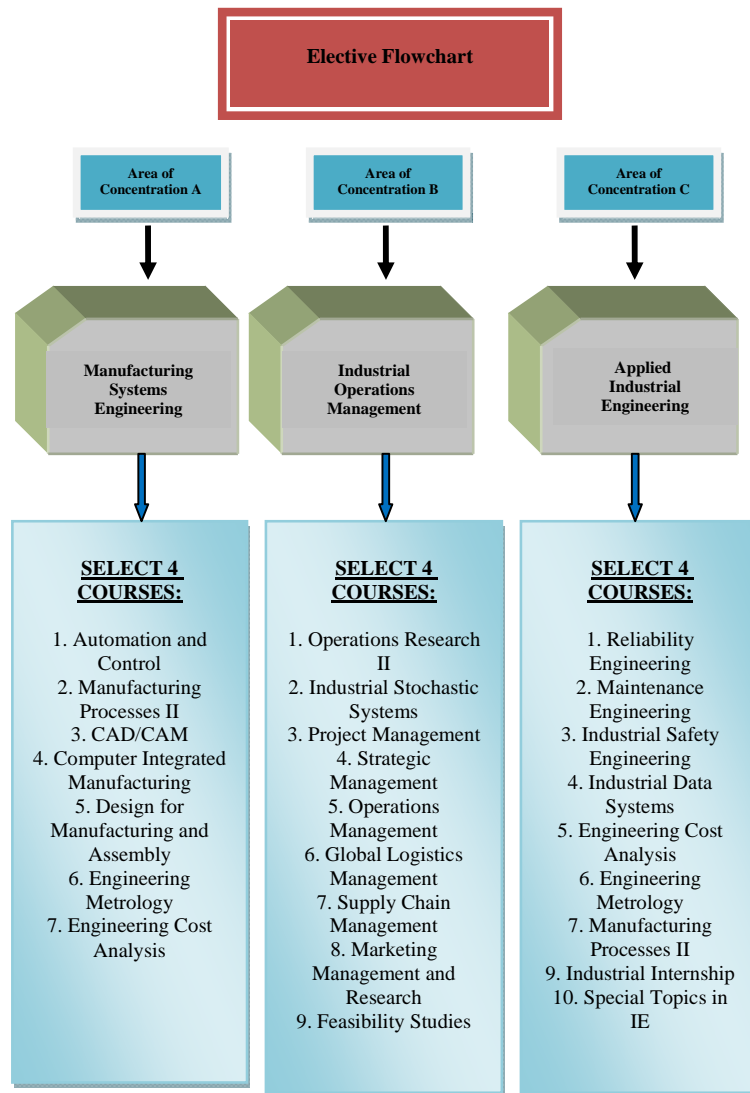 Elective Flowchart
Area of
Concentration A
Area of
Concentration B
Area of
Concentration C
Manufacturing
Systems
Engineering
Industrial
Operations
Management
Applied
Industrial
Engineering
SELECT 4
COURSES:
1. Automation and
Control
2. Manufacturing
Processes II
3. CAD/CAM
4. Computer Integrated
Manufacturing
5. Design for
Manufacturing and
Assembly
6. Engineering
Metrology
7. Engineering Cost
Analysis
SELECT 4
COURSES:
1. Operations Research
II
2. Industrial Stochastic
Systems
3. Project Management
4. Strategic
Management
5. Operations
Management
6. Global Logistics
Management
7. Supply Chain
Management
8. Marketing
Management and
Research
9. Feasibility Studies
SELECT 4
COURSES:
1. Reliability
Engineering
2. Maintenance
Engineering
3. Industrial Safety
Engineering
4. Industrial Data
Systems
5. Engineering Cost
Analysis
6. Engineering
Metrology
7. Manufacturing
Processes II
9. Industrial Internship
10. Special Topics in
IE